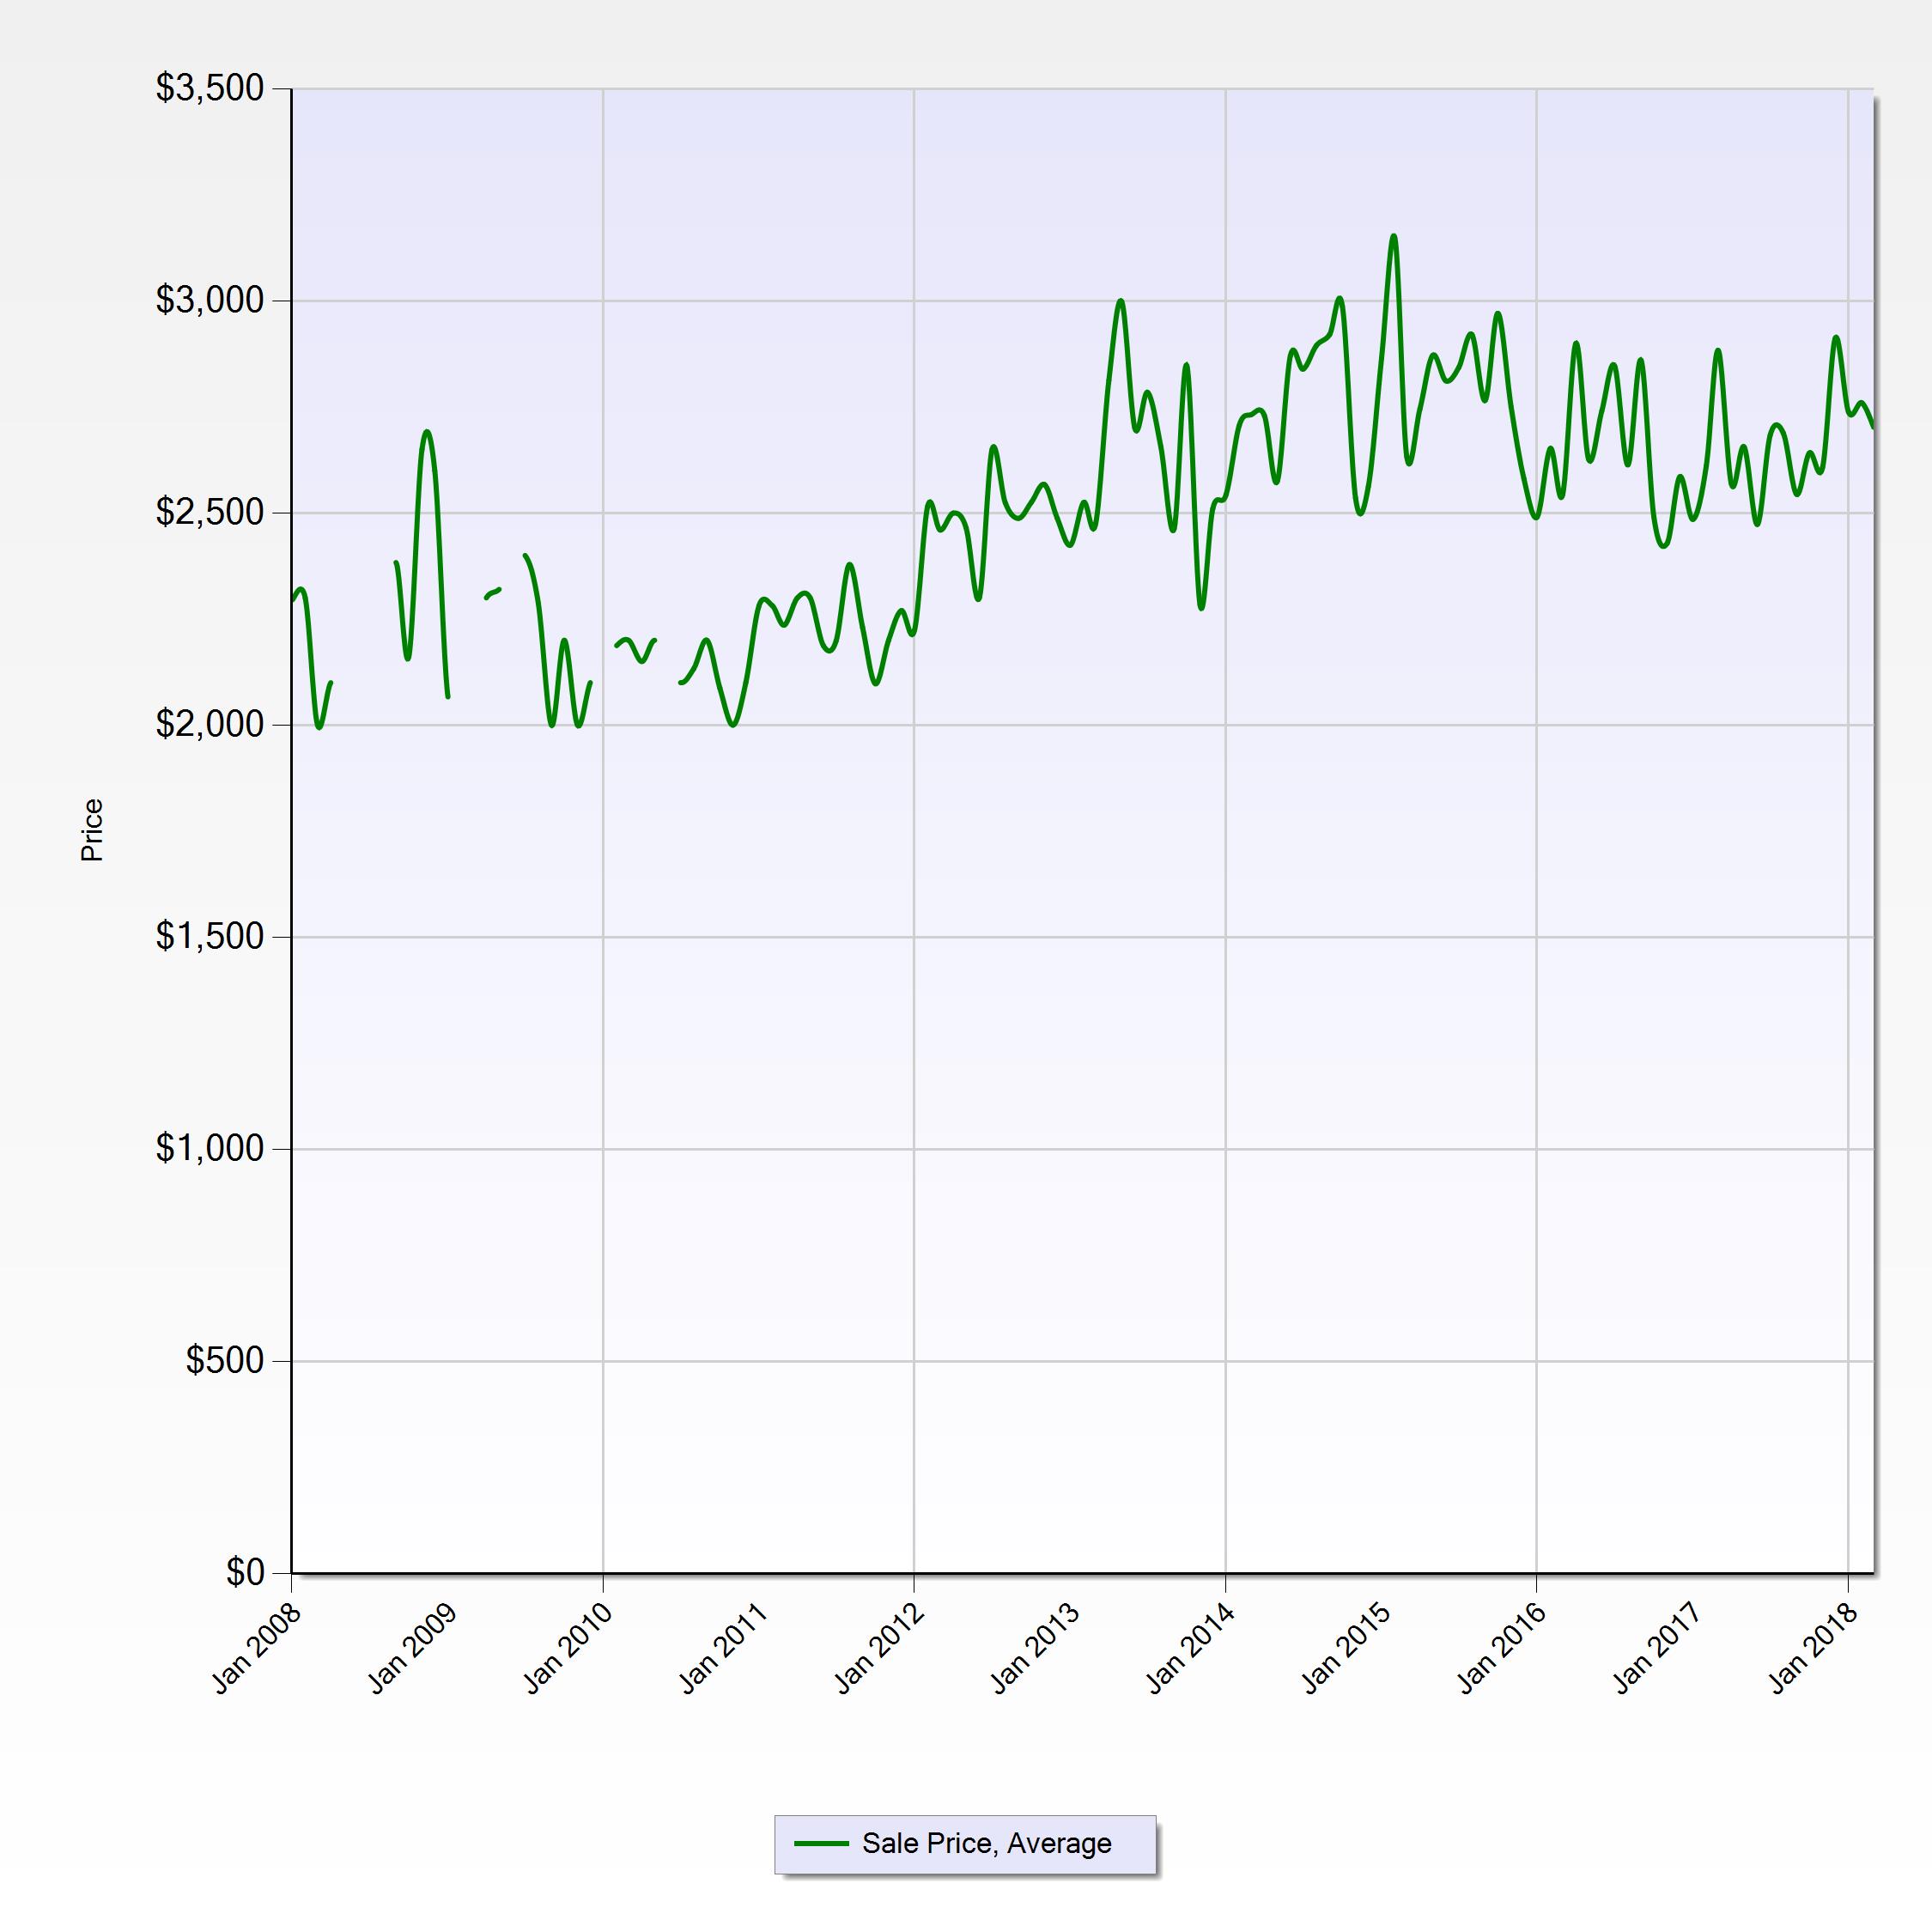 $3,500
$3,000
$2,500
$2,000
$1,500
$1,000
$500
$0
Price
Jan 2008
Jan 2009
Jan 2010
Jan 2011
Jan 2012
Jan 2013
Jan 2014
Jan 2015
Jan 2016
Jan 2017
Jan 2018
Sale Price, Average